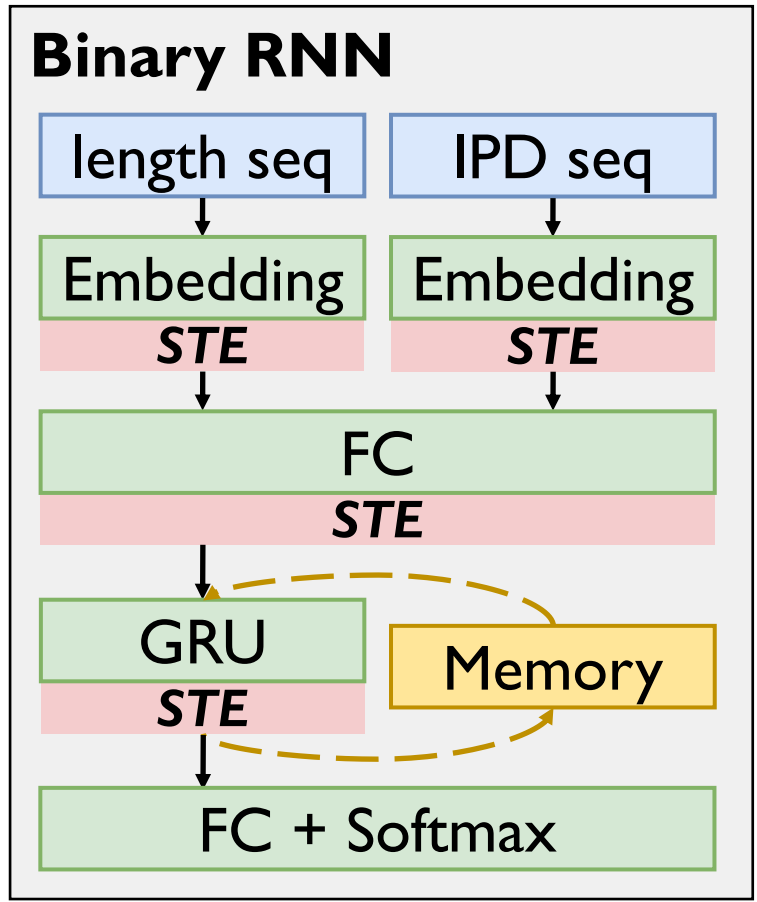 Binary RNN
length seq
IPD seq
Embedding
Embedding
STE
STE
FC
STE
GRU
STE
Memory
FC + Softmax